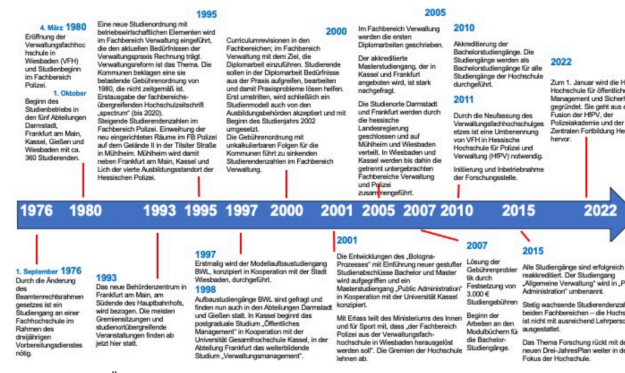 4. März 1980
Eröffnung der
Verwaltungsfachhoc
hschule in
Wiesbaden (VFH)
und Studienbeginn
im Fachbereich
Polizei.
1. Oktober
Beginn des
Studienbetriebs in
den fünf Abteilungen
Darmstadt,
Frankfurt am Main,
Kassel, Gießen und
Wiesbaden mit ca.
360 Studierenden.
1995
Eine neue Studienordnung mit
betriebswirtschaftlichen Elementen wird
im Fachbereich Verwaltung eingeführt,
die den aktuellen Bedürfnissen der
Verwaltungspraxis Rechnung trägt.
Verwaltungsreform ist das Thema. Die
Kommunen beklagen eine sie
belastende Gebührenordnung von
1980, die nicht zeitgemäß ist.
Erstausgabe der fachbereichs-
übergreifenden Hochschulzeitschrift
„spectrum“ (bis 2020).
Steigende Studierendenzahlen im
Fachbereich Polizei. Einweihung der
neu eingerichteten Räume im FB Polizei
auf dem Gelände II in der Tilsiter Straße
in Mühlheim. Mühlheim wird damit
neben Frankfurt am Main, Kassel und
Lich der vierte Ausbildungsstandort der
Hessischen Polizei.
2000
Curriculumrevisionen in den
Fachbereichen; im Fachbereich
Verwaltung mit dem Ziel, die
Diplomarbeit einzuführen. Studierende
sollen in der Diplomarbeit Bedürfnisse
aus der Praxis aufgreifen, bearbeiten
und damit Praxisprobleme lösen helfen.
Erst umstritten, wird schließlich ein
Studienmodell auch von den
Ausbildungsbehörden akzeptiert und mit
Beginn des Studienjahrs 2002
umgesetzt.
Die Gebührenordnung mit
unkalkulierbaren Folgen für die
Kommunen führt zu sinkenden
Studierendenzahlen im Fachbereich
Verwaltung.
2005
Im Fachbereich Verwaltung
werden die ersten
Diplomarbeiten geschrieben.
Der akkreditierte
Masterstudiengang, der in
Kassel und Frankfurt
angeboten wird, ist stark
nachgefragt.
Die Studienorte Darmstadt
und Frankfurt werden durch
die hessische
Landesregierung
geschlossen und auf
Mühlheim und Wiesbaden
verteilt. In Wiesbaden und
Kassel werden bis dahin die
getrennt untergebrachten
Fachbereiche Verwaltung
und Polizei
zusammengeführt.
2010
Akkreditierung der
Bachelorstudiengänge. Die
Studiengänge werden als
Bachelorstudiengänge für alle
Studiengänge der Hochschule
durchgeführt.
2011
Durch die Neufassung des
Verwaltungsfachhochschulges
etzes ist eine Umbenennung
von VFH in Hessische
Hochschule für Polizei und
Verwaltung (HfPV) notwendig.
Initiierung und Inbetriebnahme
der Forschungsstelle.
2022
Zum 1. Januar wird die H
Hochschule für öffentliche
Management und Sicherh
gegründet. Sie geht aus d
Fusion der HfPV, der
Polizeiakademie und der
Zentralen Fortbildung He
hervor.
1976 1980 1993 1995 1997 2000 2001 2005 2007 2010 2015 2022
1. September 1976
Durch die Änderung
des
Beamtenrechtsrahmen
gesetzes ist ein
Studiengang an einer
Fachhochschule im
Rahmen des
dreijährigen
Vorbereitungsdienstes
nötig.
1993
Das neue Behördenzentrum in
Frankfurt am Main, am
Südende des Hauptbahnhofs,
wird bezogen. Die meisten
Gremiensitzungen und
studienortübergreifende
Veranstaltungen finden ab
jetzt hier statt.
1997
Erstmalig wird der Modellaufbaustudiengang
BWL, konzipiert in Kooperation mit der Stadt
Wiesbaden, durchgeführt.
1998
Aufbaustudiengänge BWL sind gefragt und
finden nun auch in den Abteilungen Darmstadt
und Gießen statt. In Kassel beginnt das
postgraduale Studium „Öffentliches
Management“ in Kooperation mit der
Universität Gesamthochschule Kassel, in der
Abteilung Frankfurt das weiterbildende
Studium „Verwaltungsmanagement“.
2001
Die Entwicklungen des „Bologna-
Prozesses“ mit Einführung neuer gestufter
Studienabschlüsse Bachelor und Master
wird aufgegriffen und ein
Masterstudiengang „Public Administration“
in Kooperation mit der Universität Kassel
konzipiert.
Mit Erlass teilt des Ministeriums des Innern
und für Sport mit, dass „der Fachbereich
Polizei aus der Verwaltungsfach-
hochschule in Wiesbaden herausgelöst
werden soll“. Die Gremien der Hochschule
lehnen ab.
2007
Lösung der
Gebührenproblema
tik durch
Festsetzung von
3.000 €
Studiengebühren
Beginn der
Arbeiten an den
Modulbüchern für
die Bachelor-
Studiengänge.
2015
Alle Studiengänge sind erfolgreich
reakkreditiert. Der Studiengang
„Allgemeine Verwaltung“ wird in „P
Administration“ umbenannt.
Stetig wachsende Studierendenzah
beiden Fachbereichen – die Hochs
ist nicht mit ausreichend Lehrperso
ausgestattet.
Das Thema Forschung rückt mit de
neuen Drei-JahresPlan weiter in de
Fokus der Hochschule.